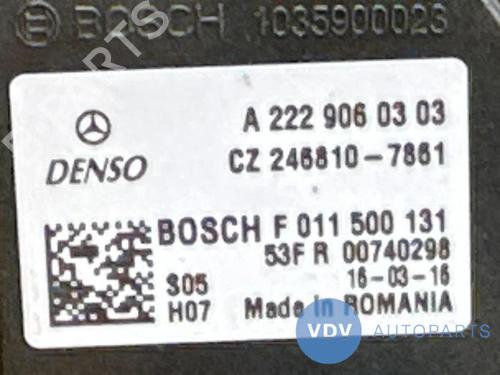 BOSCH 1035900023
A 222 906 03 03
DENSO CZ 246810-7861
BOSCH F 011 500 131
53F R 00740298
S05 16-03-16
H07 Made in ROMANIA
VDV AUTOPARTS
PARTS